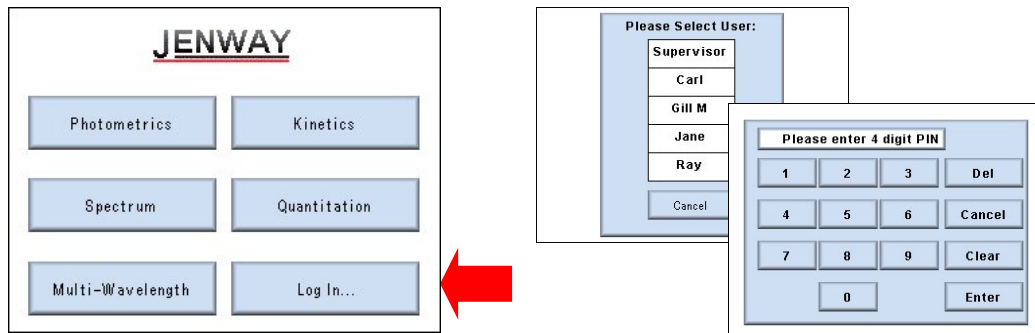 JENWAY
Photometrics Kinetics
Spectrum Quantitation
Multi-Wavelength Log In...
Please Select User:
Supervisor
Carl
Gill M
Jane
Ray
Cancel
Please enter 4 digit PIN
1 2 3 Del
4 5 6 Cancel
7 8 9 Clear
0 Enter